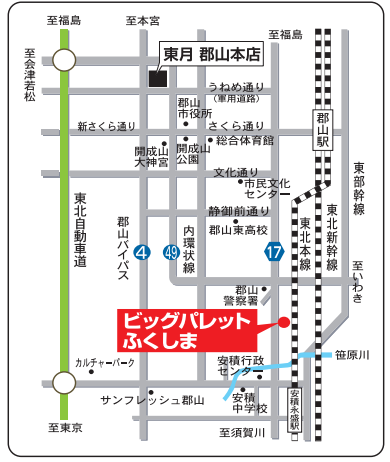 至福島
至本宮
至福島
至会津若松
東月 郡山本店
うねめ通り
(軍用道路)
郡山
市役所
新さくら通り
さくら通り
郡山駅
総合体育館
開成山
大神宮
開成山
公園
文化通り
市民文化
センター
東部幹線
静御前通り
郡山東高校
東北自動車道
郡山バイパス
内環状線
東北本線
東北新幹線
4
49
17
至いわき
郡山
警察署
ビッグパレット
ふくしま
笹原川
カルチャーパーク
安積行政
センター
サンフレッシュ郡山
安積
中学校
安積永盛駅
至東京
至須賀川